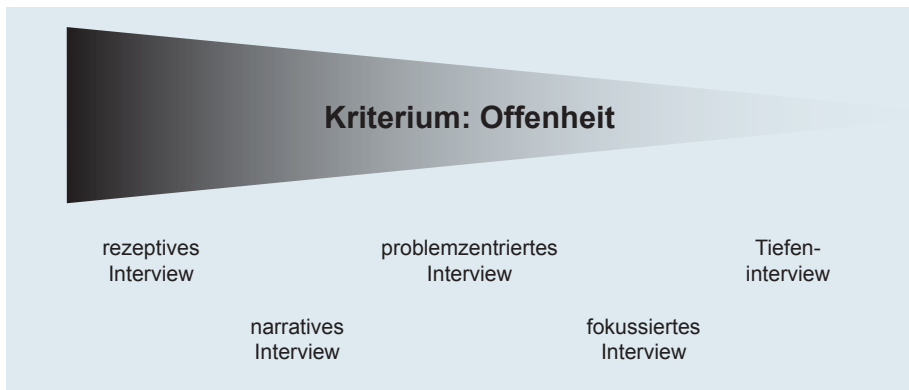 Kriterium: Offenheit
rezeptives
Interview
problemzentriertes
Interview
Tiefen-
interview
narratives
Interview
fokussiertes
Interview